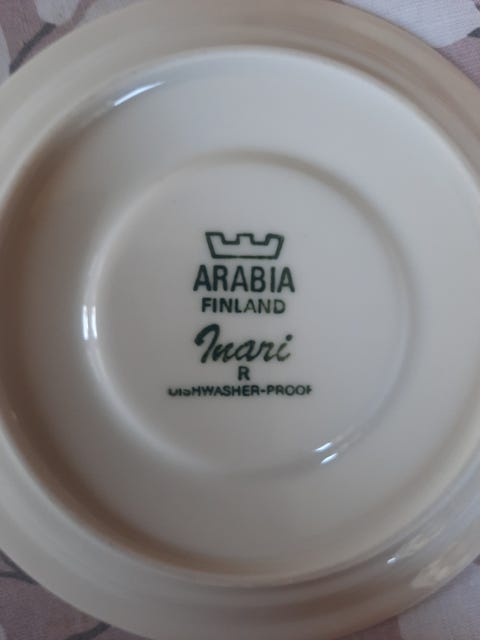 ARABIA
FINLAND
Inari
R
DISHWASHER-PROOF